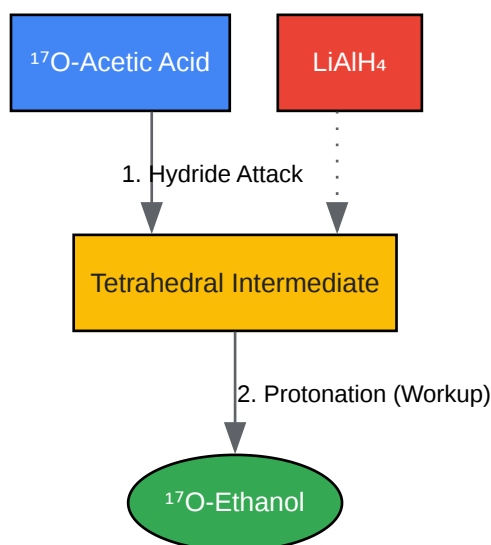 ¹⁷O-Acetic Acid
LiAlH₄
1. Hydride Attack
Tetrahedral Intermediate
2. Protonation (Workup)
¹⁷O-Ethanol